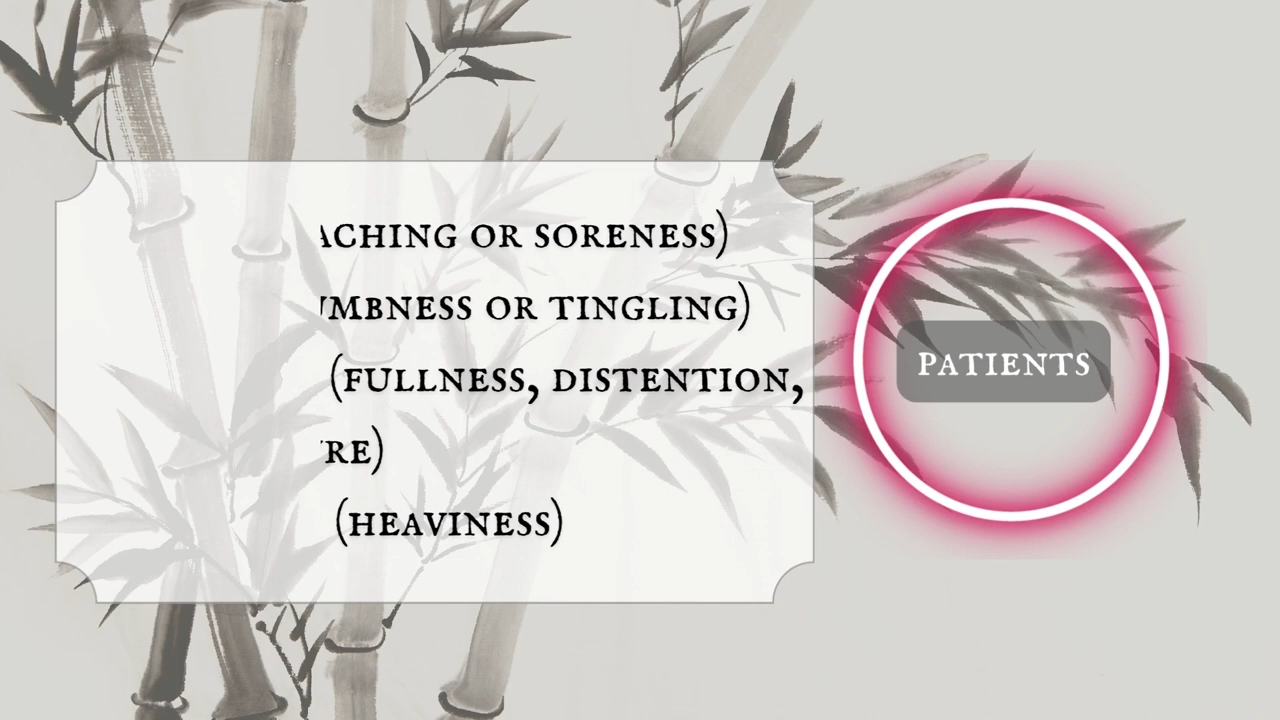 ACHING OR SORENESS)
MBNESS OR TINGLING)
(FULLNESS, DISTENTION,
RE)
(HEAVINESS)
PATIENTS